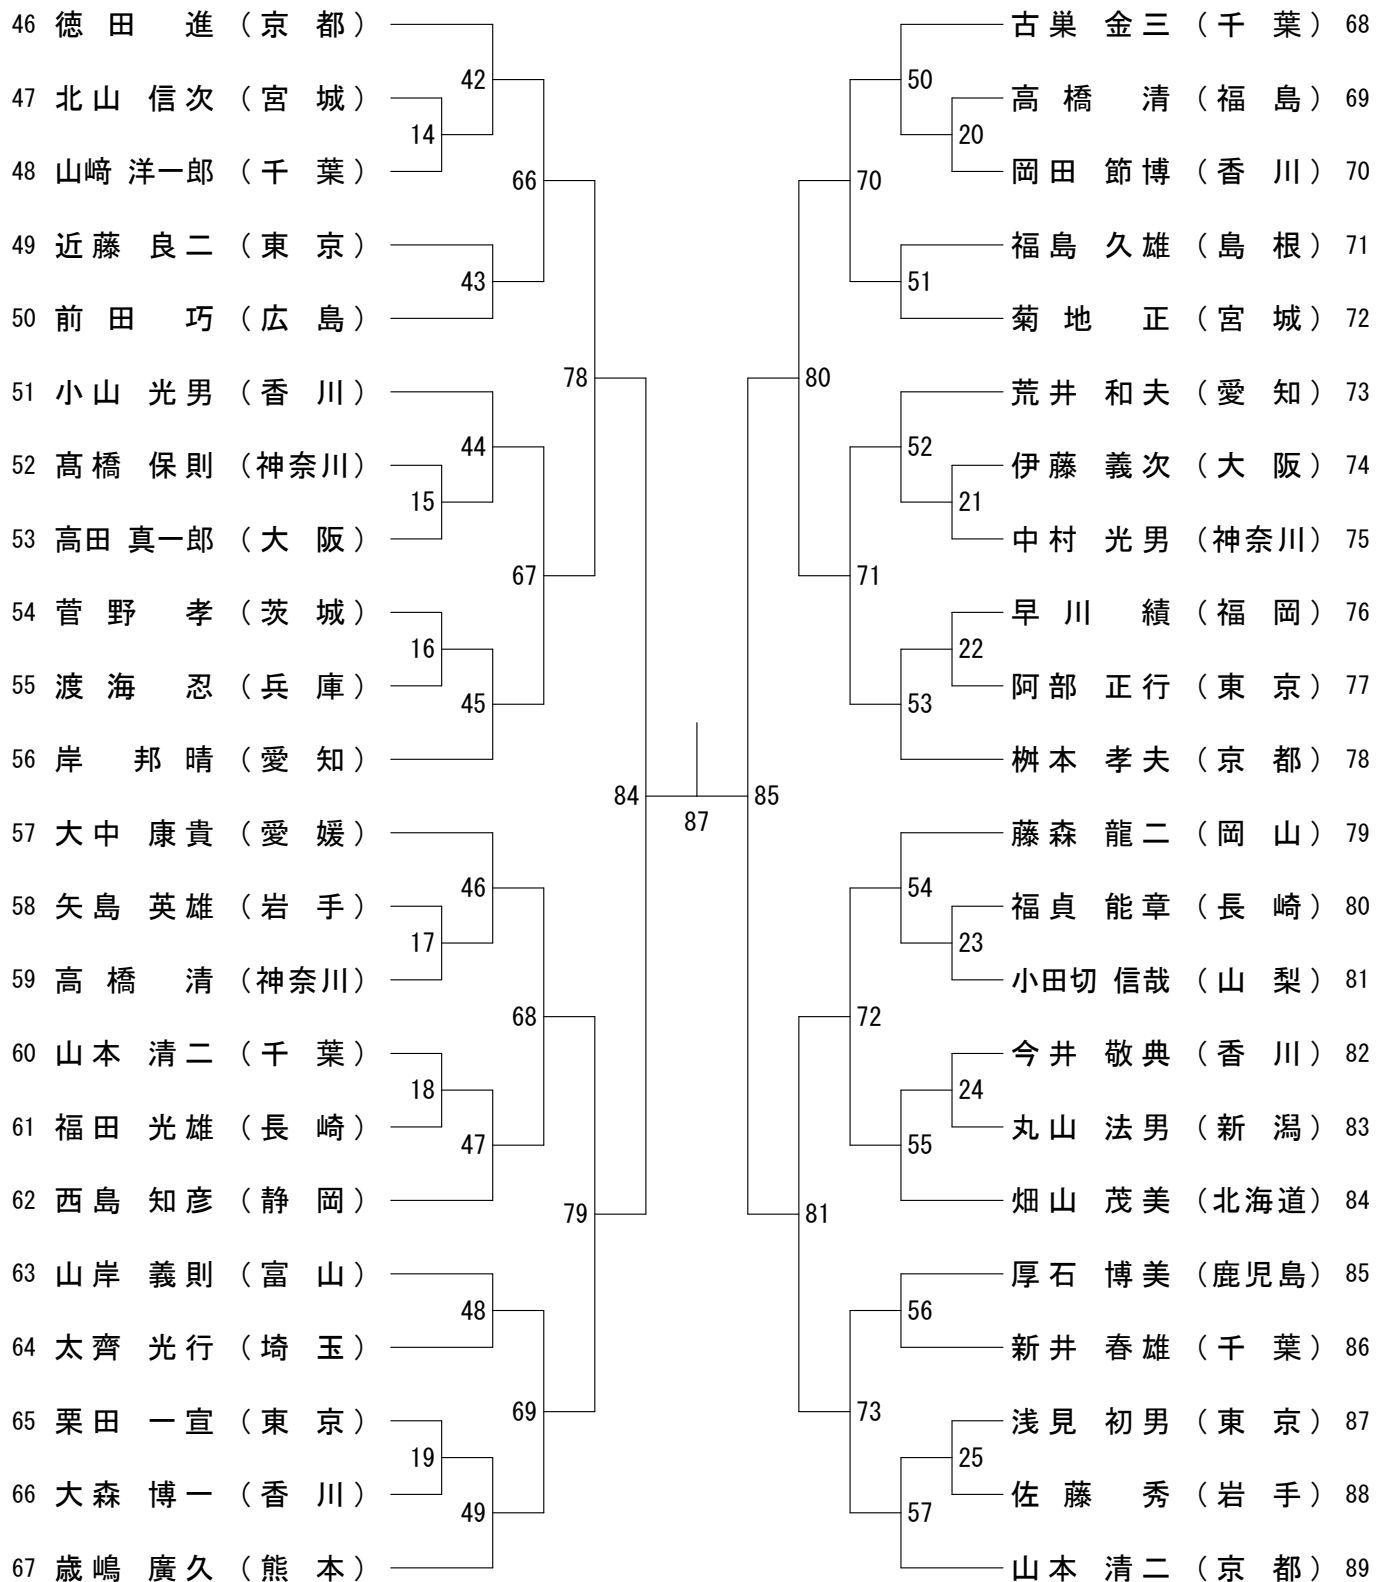 46 徳田 進 (京都)
42
47 北山 信次 (宮城)
14
48 山﨑 洋一郎 (千葉)
66
49 近藤 良二 (東京)
43
50 前田 巧 (広島)
78
51 小山 光男 (香川)
44
52 髙橋 保則 (神奈川)
15
53 高田 真一郎 (大阪)
67
54 菅野 孝 (茨城)
16
55 渡海 忍 (兵庫)
45
56 岸 邦晴 (愛知)
84
57 大中 康貴 (愛媛)
46
58 矢島 英雄 (岩手)
17
59 高橋 清 (神奈川)
68
60 山本 清二 (千葉)
18
61 福田 光雄 (長崎)
47
62 西島 知彦 (静岡)
79
63 山岸 義則 (富山)
48
64 太齊 光行 (埼玉)
69
65 栗田 一宣 (東京)
19
66 大森 博一 (香川)
49
67 歳嶋 廣久 (熊本)
87
古巣 金三 (千葉) 68
50
高橋 清 (福島) 69
20
岡田 節博 (香川) 70
70
福島 久雄 (島根) 71
51
菊地 正 (宮城) 72
80
荒井 和夫 (愛知) 73
52
伊藤 義次 (大阪) 74
21
中村 光男 (神奈川) 75
71
早川 績 (福岡) 76
22
阿部 正行 (東京) 77
53
桝本 孝夫 (京都) 78
85
藤森 龍二 (岡山) 79
54
福貞 能章 (長崎) 80
23
小田切 信哉 (山梨) 81
72
今井 敬典 (香川) 82
24
丸山 法男 (新潟) 83
55
畑山 茂美 (北海道) 84
81
厚石 博美 (鹿児島) 85
56
新井 春雄 (千葉) 86
73
浅見 初男 (東京) 87
25
佐藤 秀 (岩手) 88
57
山本 清二 (京都) 89